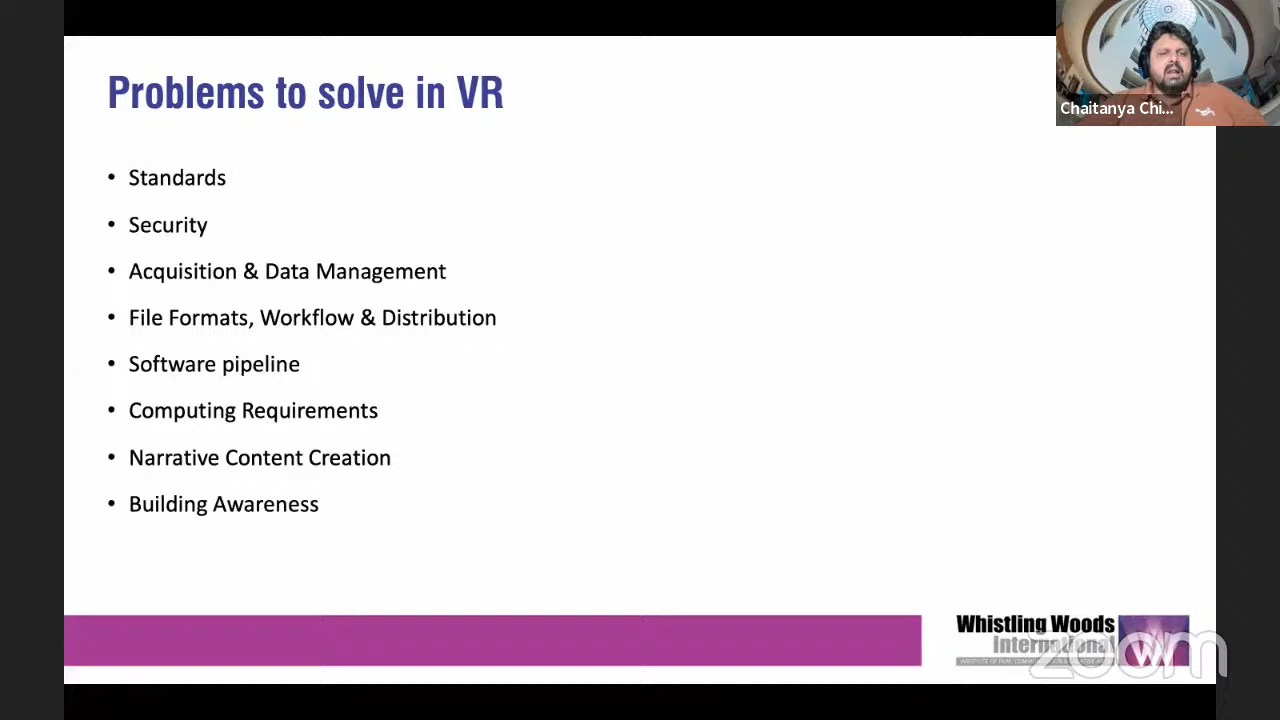 Problems to solve in VR
Chaitanya Chi...
• Standards
• Security
• Acquisition & Data Management
• File Formats, Workflow & Distribution
• Software pipeline
• Computing Requirements
• Narrative Content Creation
• Building Awareness
Whistling Woods
International
zoom